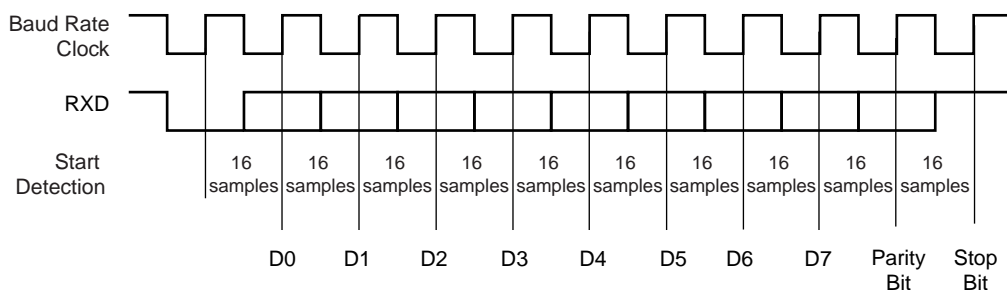 Baud Rate
Clock
RXD
Start
Detection
16 16 16 16 16 16 16 16 16 16
samples samples samples samples samples samples samples samples samples samples
D0 D1 D2 D3 D4 D5 D6 D7 Parity Stop
Bit Bit